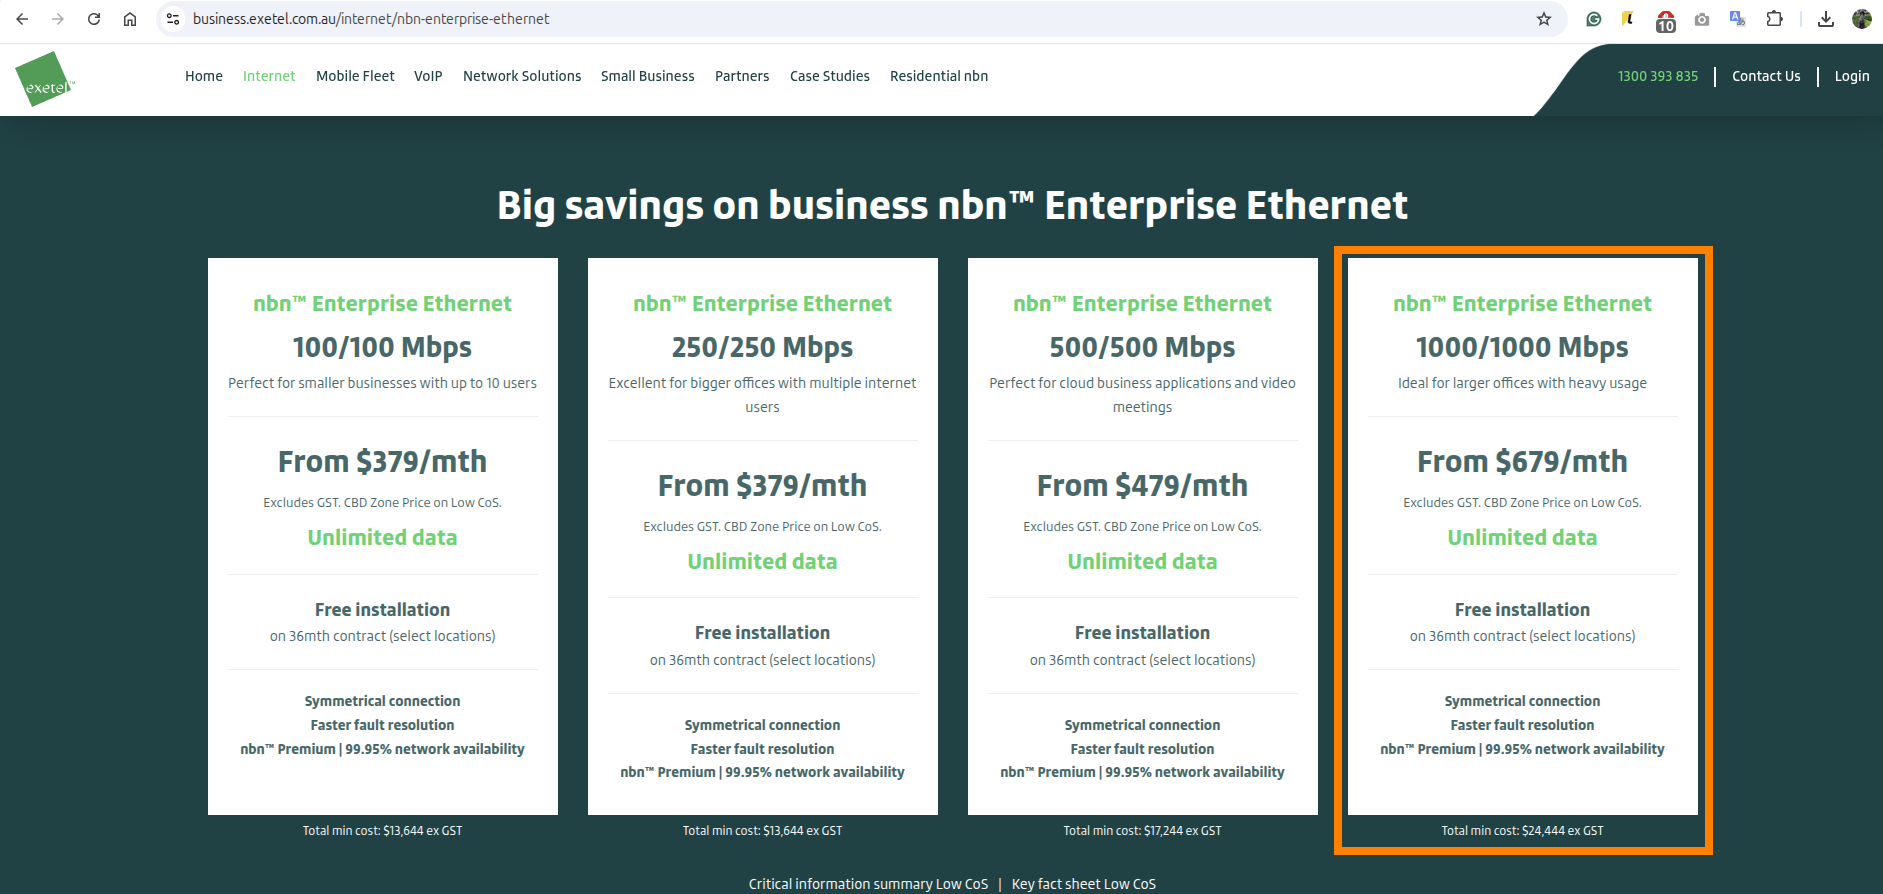 business.exetel.com.au/internet/nbn-enterprise-ethernet
10
exetel™
Home
Internet
Mobile Fleet
VoIP
Network Solutions
Small Business
Partners
Case Studies
Residential nbn
1300 393 835
Contact Us
Login
Big savings on business nbn™ Enterprise Ethernet
nbn™ Enterprise Ethernet
100/100 Mbps
Perfect for smaller businesses with up to 10 users
From $379/mth
Excludes GST. CBD Zone Price on Low CoS.
Unlimited data
Free installation
on 36mth contract (select locations)
Symmetrical connection
Faster fault resolution
nbn™ Premium | 99.95% network availability
Total min cost: $13,644 ex GST
nbn™ Enterprise Ethernet
250/250 Mbps
Excellent for bigger offices with multiple internet
users
From $379/mth
Excludes GST. CBD Zone Price on Low CoS.
Unlimited data
Free installation
on 36mth contract (select locations)
Symmetrical connection
Faster fault resolution
nbn™ Premium | 99.95% network availability
Total min cost: $13,644 ex GST
nbn™ Enterprise Ethernet
500/500 Mbps
Perfect for cloud business applications and video
meetings
From $479/mth
Excludes GST. CBD Zone Price on Low CoS.
Unlimited data
Free installation
on 36mth contract (select locations)
Symmetrical connection
Faster fault resolution
nbn™ Premium | 99.95% network availability
Total min cost: $17,244 ex GST
nbn™ Enterprise Ethernet
1000/1000 Mbps
Ideal for larger offices with heavy usage
From $679/mth
Excludes GST. CBD Zone Price on Low CoS.
Unlimited data
Free installation
on 36mth contract (select locations)
Symmetrical connection
Faster fault resolution
nbn™ Premium | 99.95% network availability
Total min cost: $24,444 ex GST
Critical information summary Low CoS | Key fact sheet Low CoS